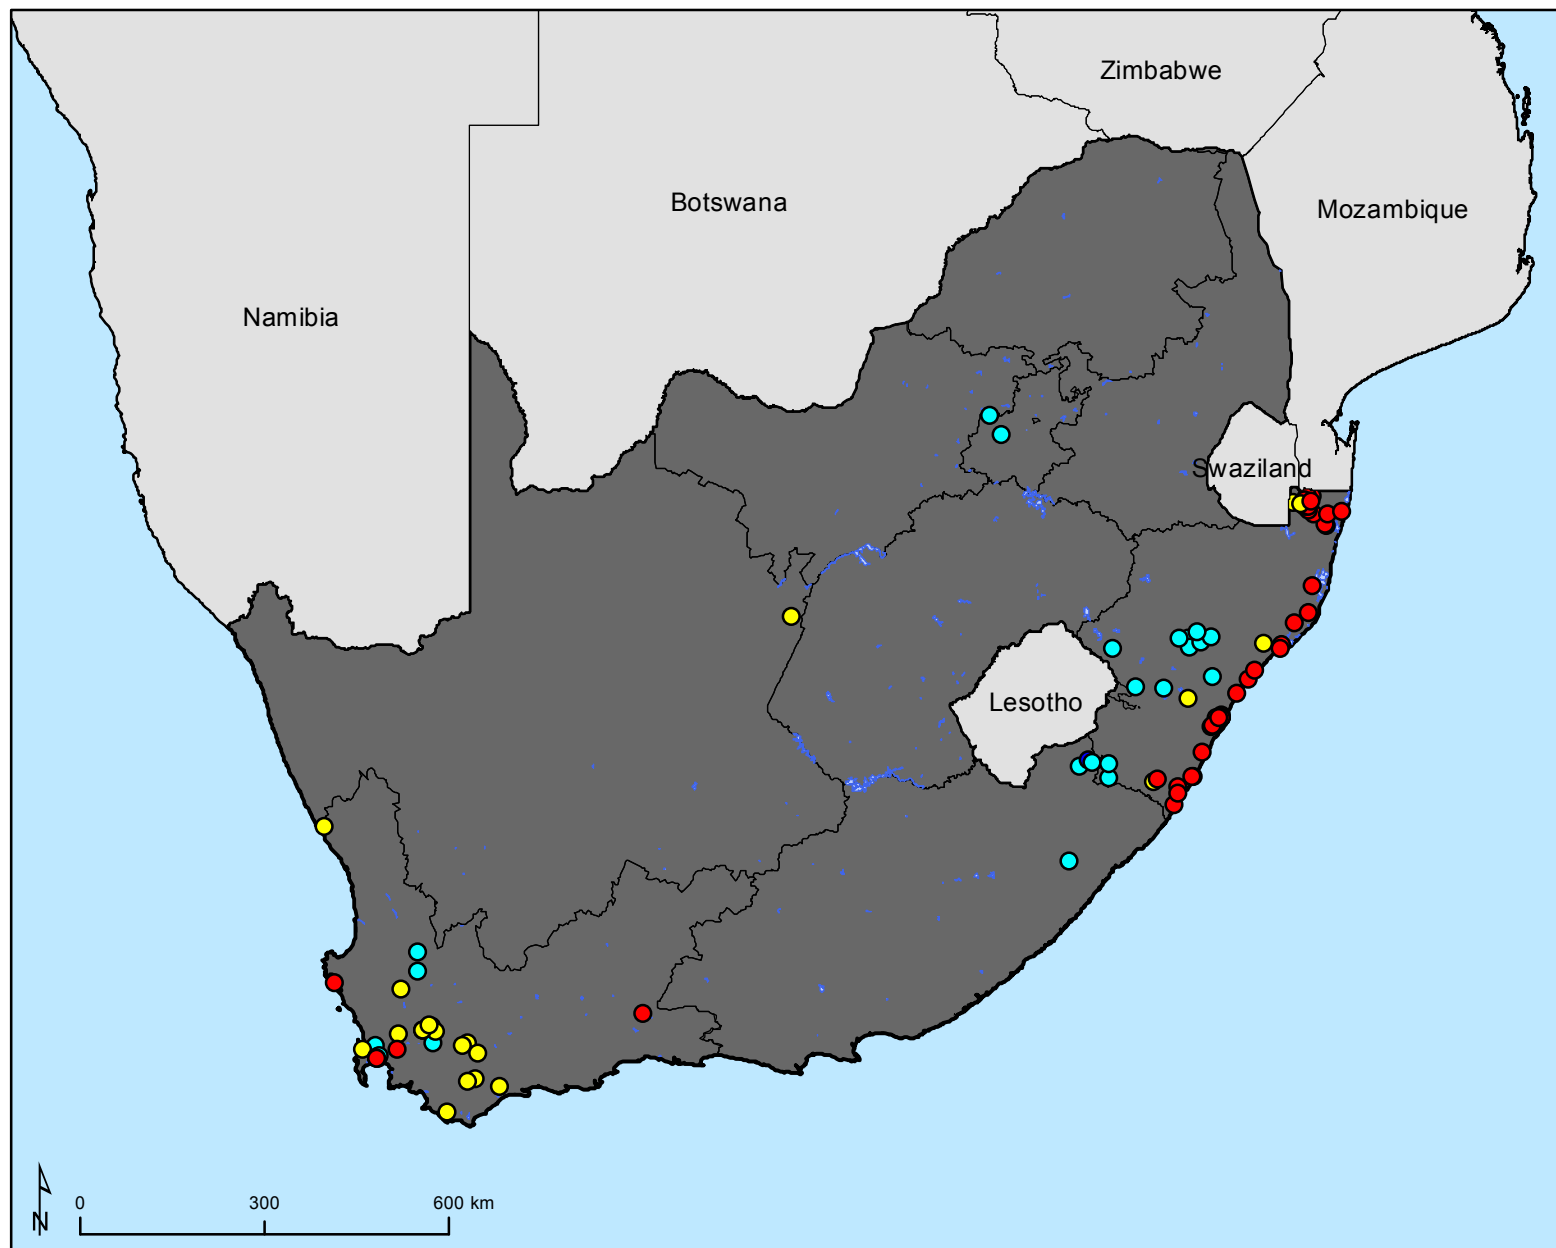 Zimbabwe
Botswana
Mozambique
Namibia
Swaziland
Lesotho
N
0 300 600 km